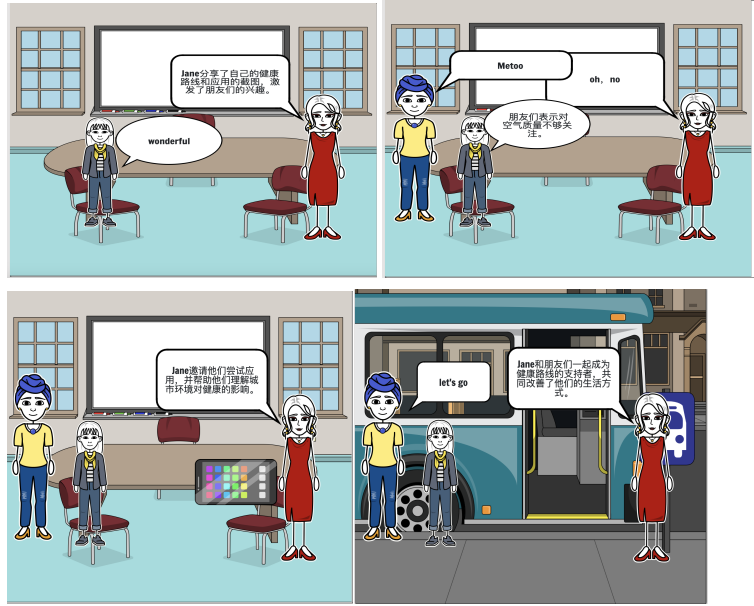 Jane分享了自己的健康
路线和应用的截图，激
发了朋友们的兴趣。
wonderful
Metoo
oh，no
朋友们表示对
空气质量不够关
注。
Jane邀请他们尝试应
用，并帮助他们理解城
市环境对健康的影响。
let's go
Jane和朋友们一起成为
健康路线的支持者，共
同改善了他们的生活方
式。